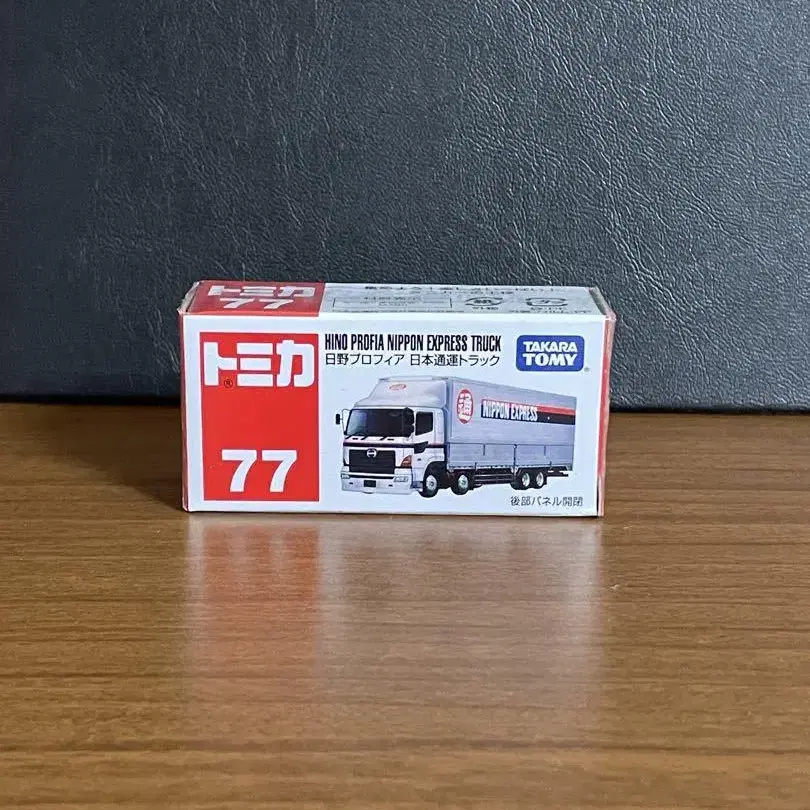 トミカ
77
トミカ
77
HINO PROFIA NIPPON EXPRESS TRUCK
日野プロフィア 日本通運トラック
TAKARA
TOMY
通
NIPPON EXPRESS
後部パネル開閉